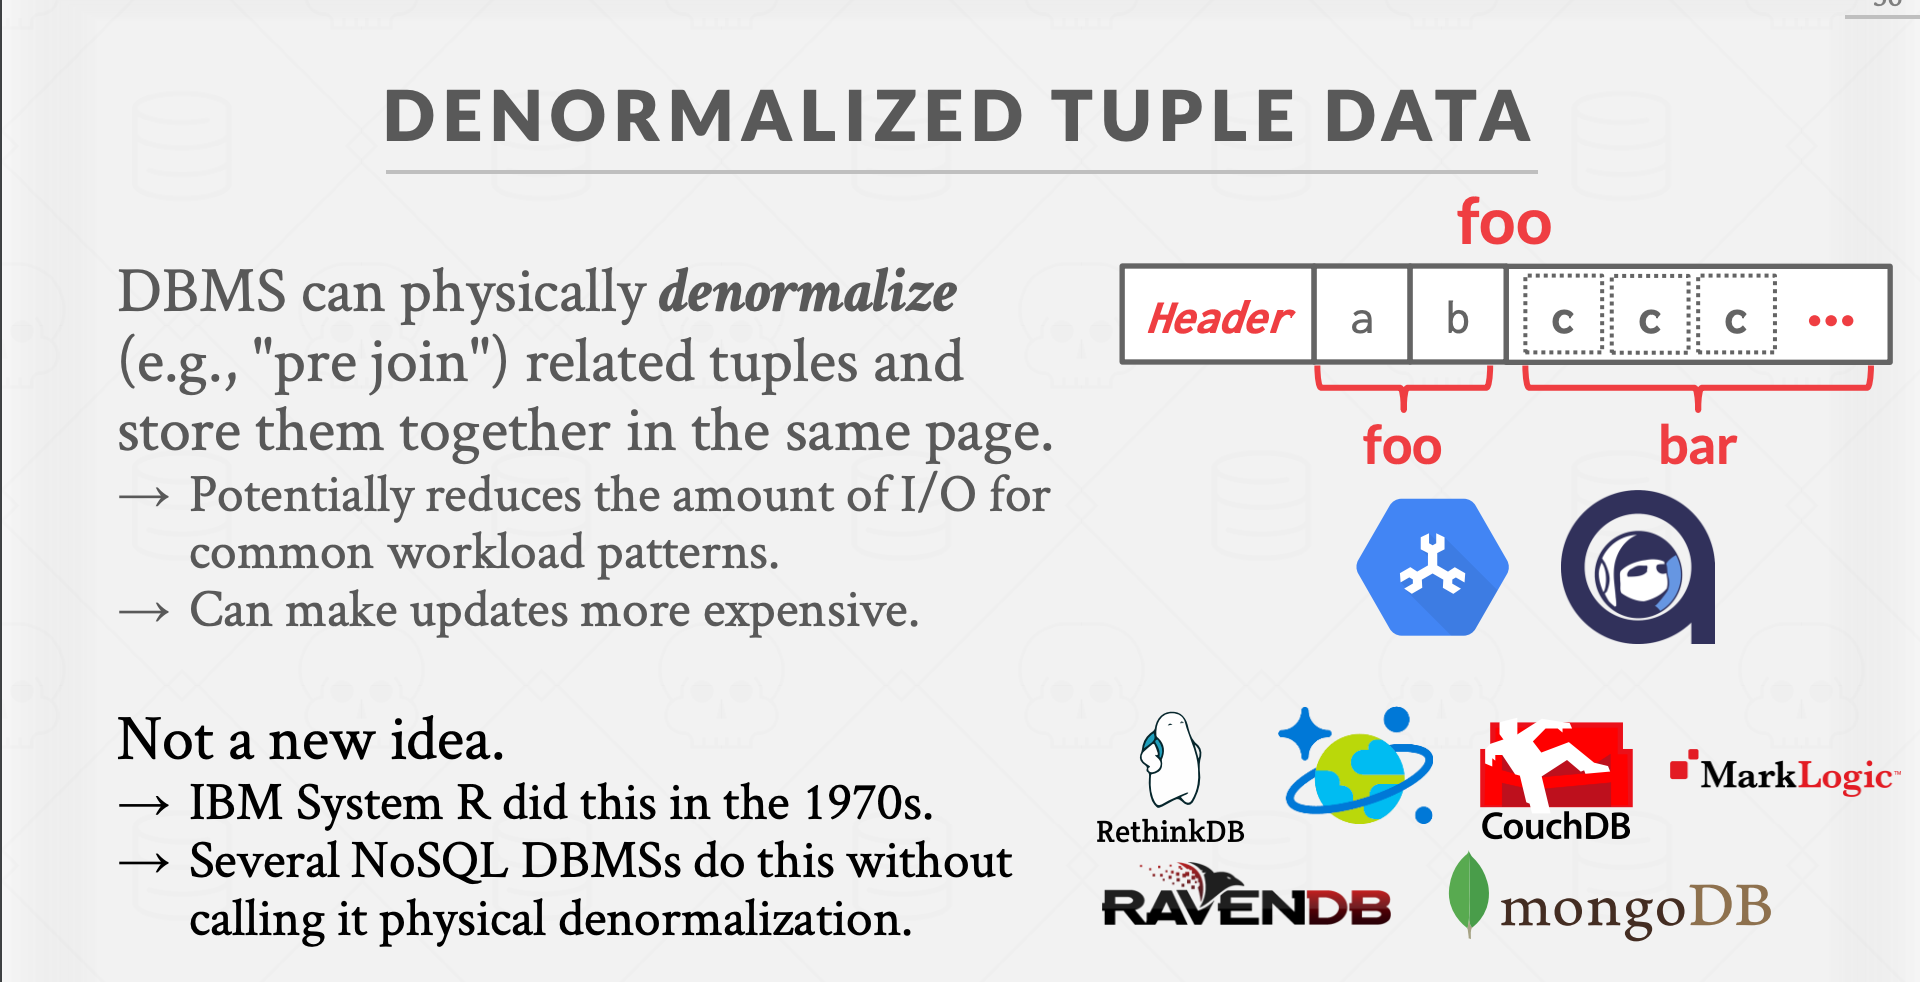 DENORMALIZED TUPLE DATA
DBMS can physically denormalize
(e.g., "pre join") related tuples and
store them together in the same page.
→ Potentially reduces the amount of I/O for
common workload patterns.
→ Can make updates more expensive.
Not a new idea.
→ IBM System R did this in the 1970s.
→ Several NoSQL DBMSs do this without
calling it physical denormalization.
foo
Header a b c c c •••
foo bar
RethinkDB
CouchDB
MarkLogic™
RAVENDB
mongoDB